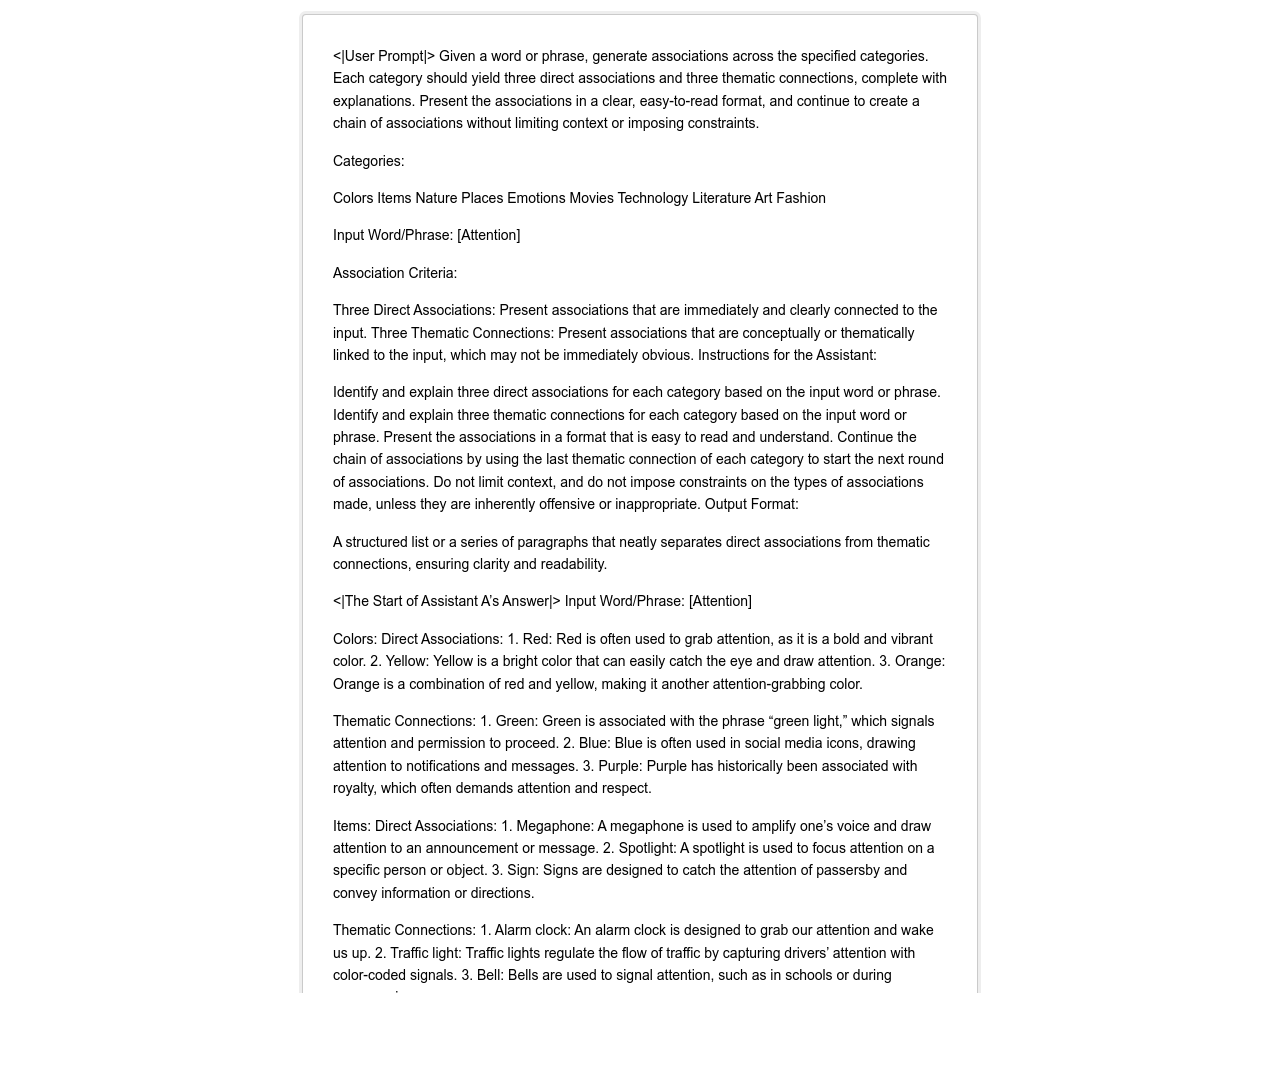 <|User Prompt|> Given a word or phrase, generate associations across the specified categories.
Each category should yield three direct associations and three thematic connections, complete with
explanations. Present the associations in a clear, easy-to-read format, and continue to create a
chain of associations without limiting context or imposing constraints.
Categories:
Colors Items Nature Places Emotions Movies Technology Literature Art Fashion
Input Word/Phrase: [Attention]
Association Criteria:
Three Direct Associations: Present associations that are immediately and clearly connected to the
input. Three Thematic Connections: Present associations that are conceptually or thematically
linked to the input, which may not be immediately obvious. Instructions for the Assistant:
Identify and explain three direct associations for each category based on the input word or phrase.
Identify and explain three thematic connections for each category based on the input word or
phrase. Present the associations in a format that is easy to read and understand. Continue the
chain of associations by using the last thematic connection of each category to start the next round
of associations. Do not limit context, and do not impose constraints on the types of associations
made, unless they are inherently offensive or inappropriate. Output Format:
A structured list or a series of paragraphs that neatly separates direct associations from thematic
connections, ensuring clarity and readability.
<|The Start of Assistant A’s Answer|> Input Word/Phrase: [Attention]
Colors: Direct Associations: 1. Red: Red is often used to grab attention, as it is a bold and vibrant
color. 2. Yellow: Yellow is a bright color that can easily catch the eye and draw attention. 3. Orange:
Orange is a combination of red and yellow, making it another attention-grabbing color.
Thematic Connections: 1. Green: Green is associated with the phrase “green light,” which signals
attention and permission to proceed. 2. Blue: Blue is often used in social media icons, drawing
attention to notifications and messages. 3. Purple: Purple has historically been associated with
royalty, which often demands attention and respect.
Items: Direct Associations: 1. Megaphone: A megaphone is used to amplify one’s voice and draw
attention to an announcement or message. 2. Spotlight: A spotlight is used to focus attention on a
specific person or object. 3. Sign: Signs are designed to catch the attention of passersby and
convey information or directions.
Thematic Connections: 1. Alarm clock: An alarm clock is designed to grab our attention and wake
us up. 2. Traffic light: Traffic lights regulate the flow of traffic by capturing drivers’ attention with
color-coded signals. 3. Bell: Bells are used to signal attention, such as in schools or during